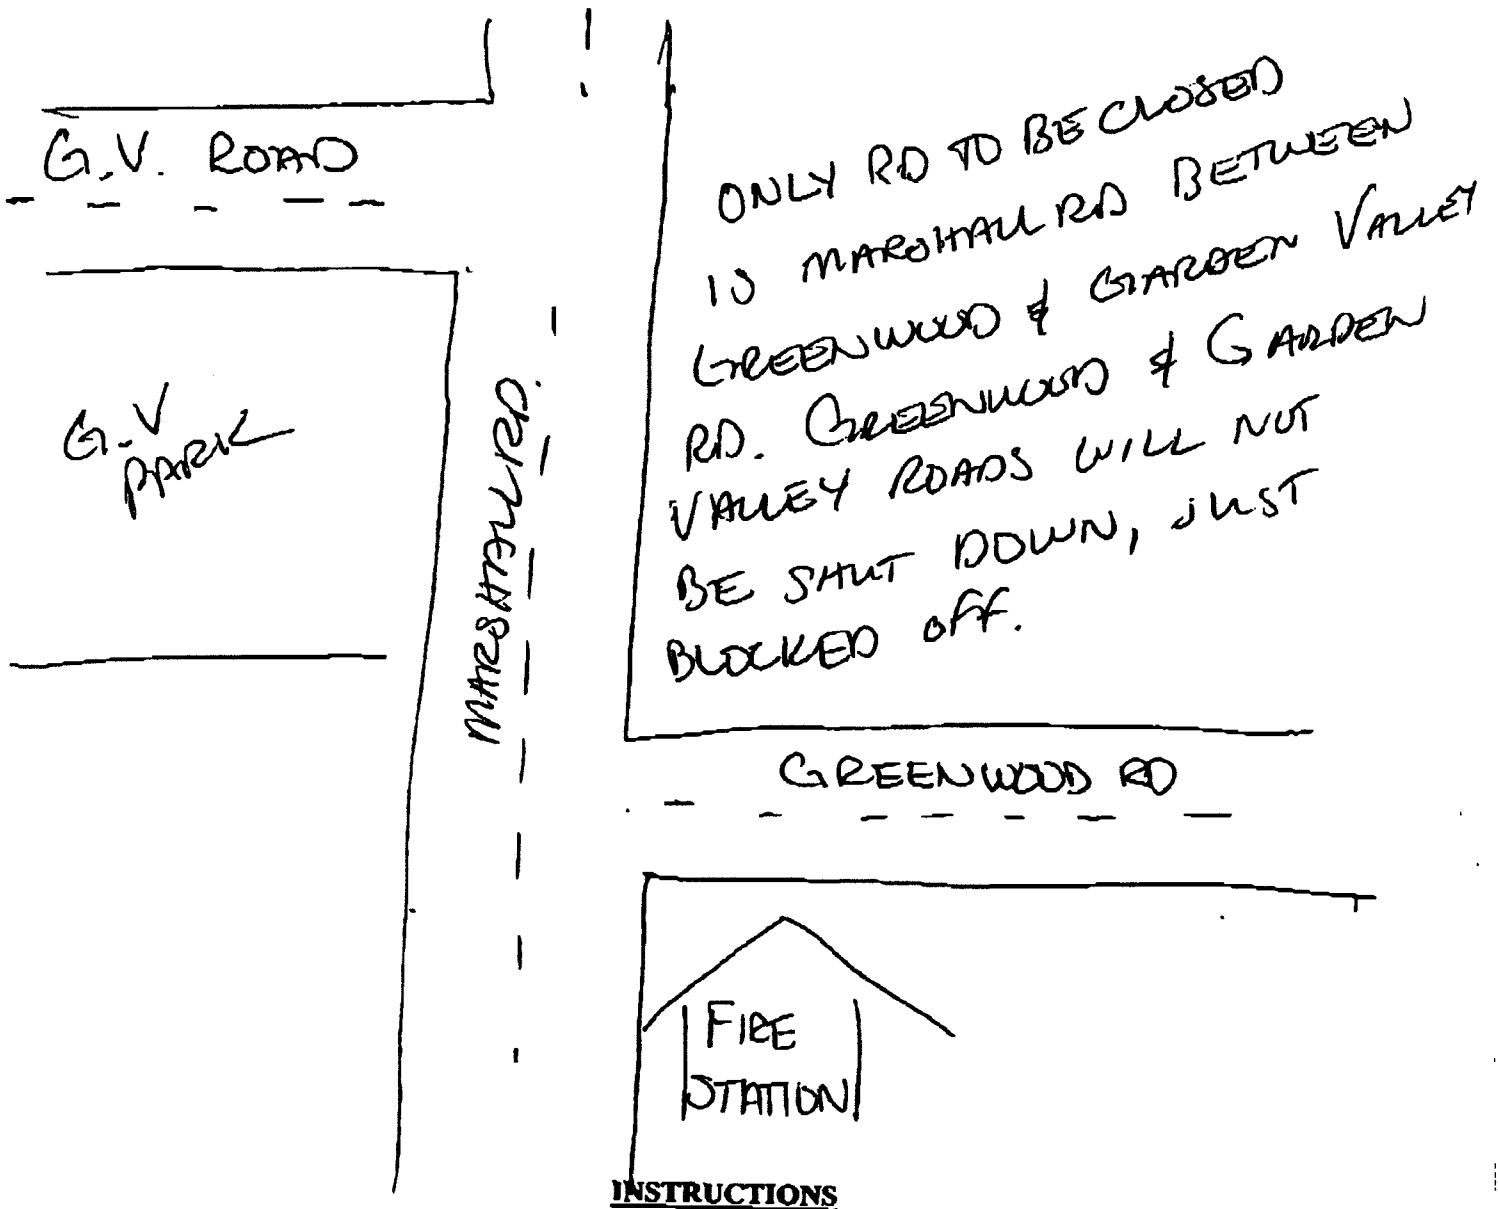 G.V. ROAD
ONLY RD TO BE CLOSED
IS MARSHALL RD BETWEEN
GREENWOOD & GARDEN VALLEY
RD. GREENWOOD & GARDEN
VALLEY ROADS WILL NOT
BE SHUT DOWN, JUST
BLOCKED OFF.
G.V
PARK
MARSHALL RD.
GREENWOOD RD
FIRE
STATION
INSTRUCTIONS